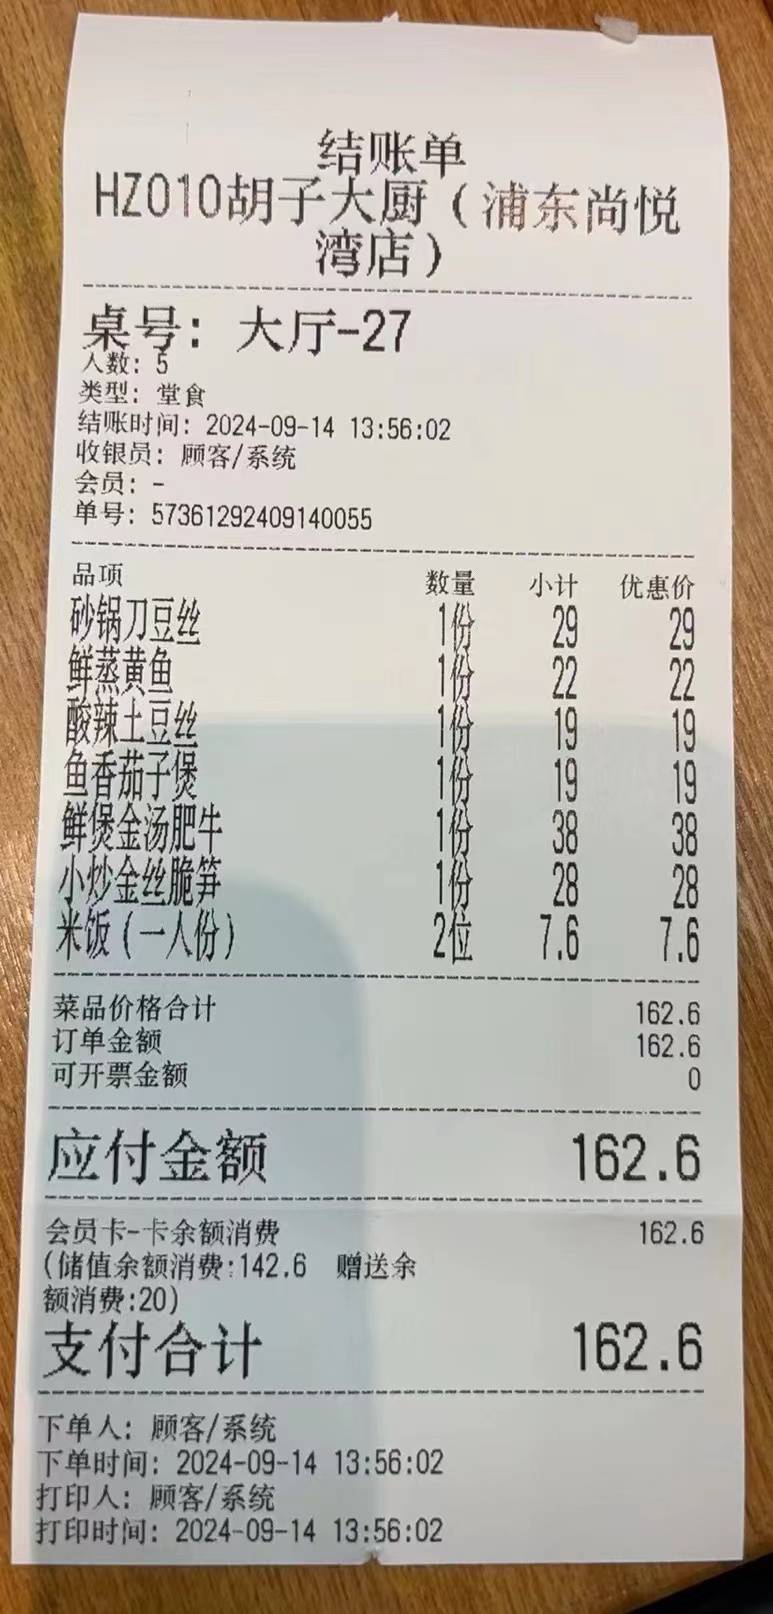 结账单
HZ010胡子大厨(浦东尚悦
湾店)
桌号: 大厅-27
人数: 5
类型: 堂食
结账时间: 2024-09-14 13:56:02
收银员: 顾客/系统
会员: -
单号: 573612922409140055
品项 数量 小计 优惠价
砂锅刀豆丝 1份 29 29
鲜蒸黄鱼 1份 22 22
酸辣土豆丝 1份 19 19
鱼香茄子煲 1份 19 19
鲜煲金汤肥牛 1份 38 38
小炒金丝脆笋 1份 28 28
米饭(一人份) 2位 7.6 7.6
菜品价格合计 162.6
订单金额 162.6
可开票金额 0
应付金额 162.6
会员卡-卡余额消费 162.6
(储值余额消费:142.6 赠送余
额消费:20)
支付合计 162.6
下单人: 顾客/系统
下单时间: 2024-09-14 13:56:02
打印人: 顾客/系统
打印时间: 2024-09-14 13:56:02